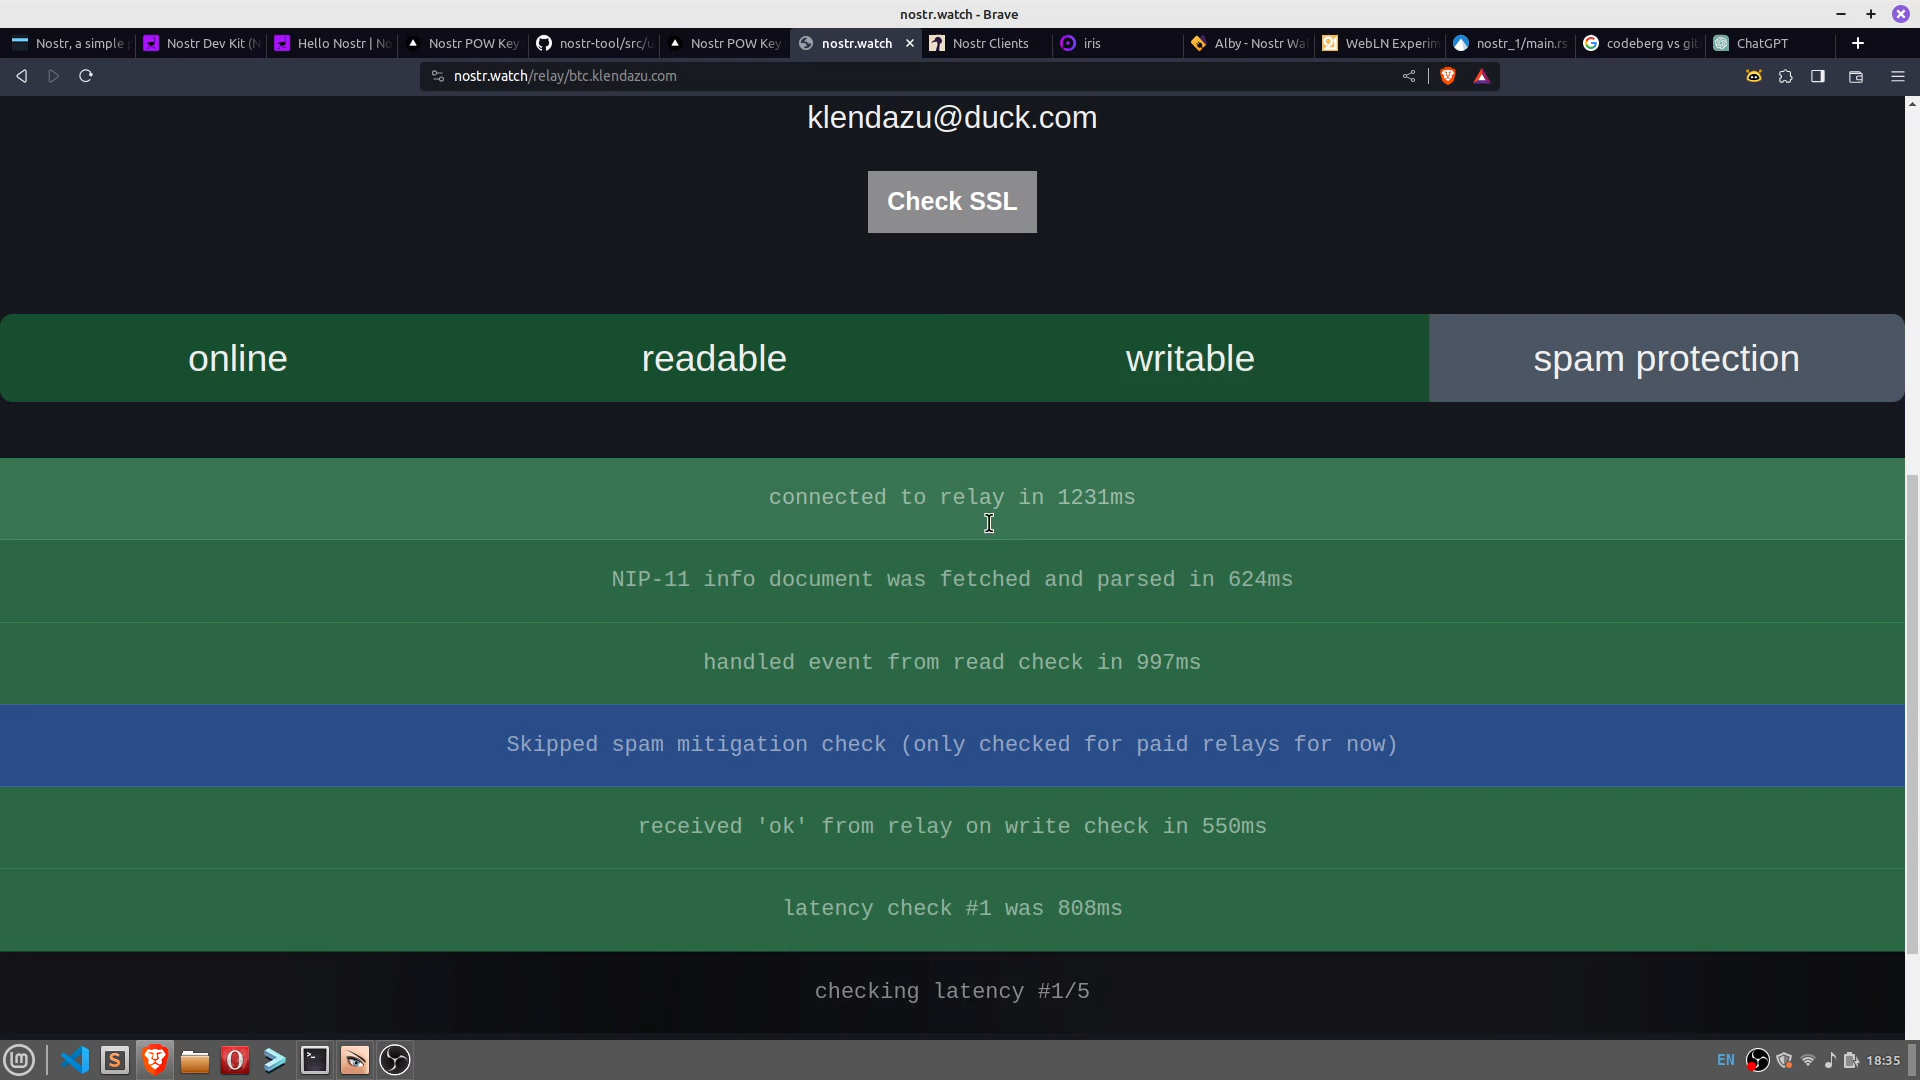 nostr.watch - Brave
Nostr, a simple
Nostr Dev Kit (N
Hello Nostr | No
Nostr POW Key
nostr-tool/src/u
Nostr POW Key
nostr.watch
Nostr Clients
iris
Alby - Nostr Wa
WebLN Experim
nostr_1/main.rs
codeberg vs git
ChatGPT
nostr.watch/relay/btc.klendazu.com
klendazu@duck.com
Check SSL
online
readable
writable
spam protection
connected to relay in 1231ms
NIP-11 info document was fetched and parsed in 624ms
handled event from read check in 997ms
Skipped spam mitigation check (only checked for paid relays for now)
received 'ok' from relay on write check in 550ms
latency check #1 was 808ms
checking latency #1/5
EN
18:35